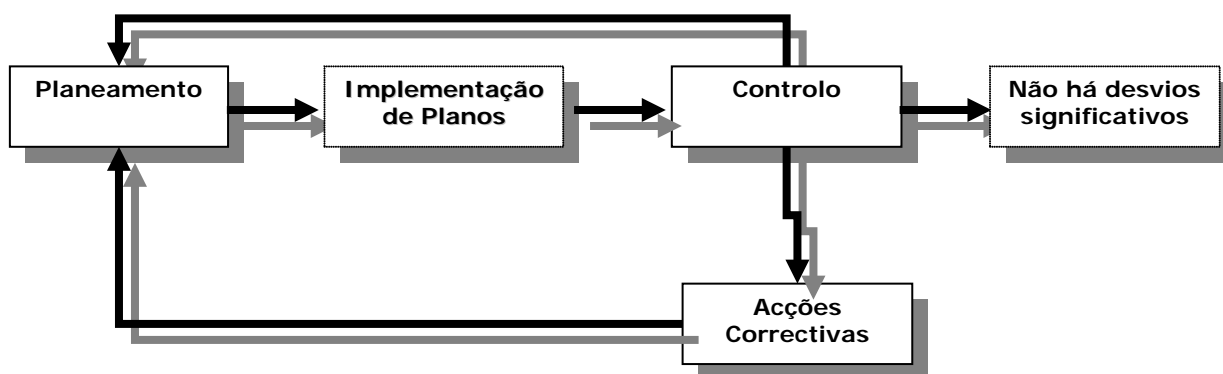 Planeamento
Implementação
de Planos
Controlo
Não há desvios
significativos
Acções
Correctivas